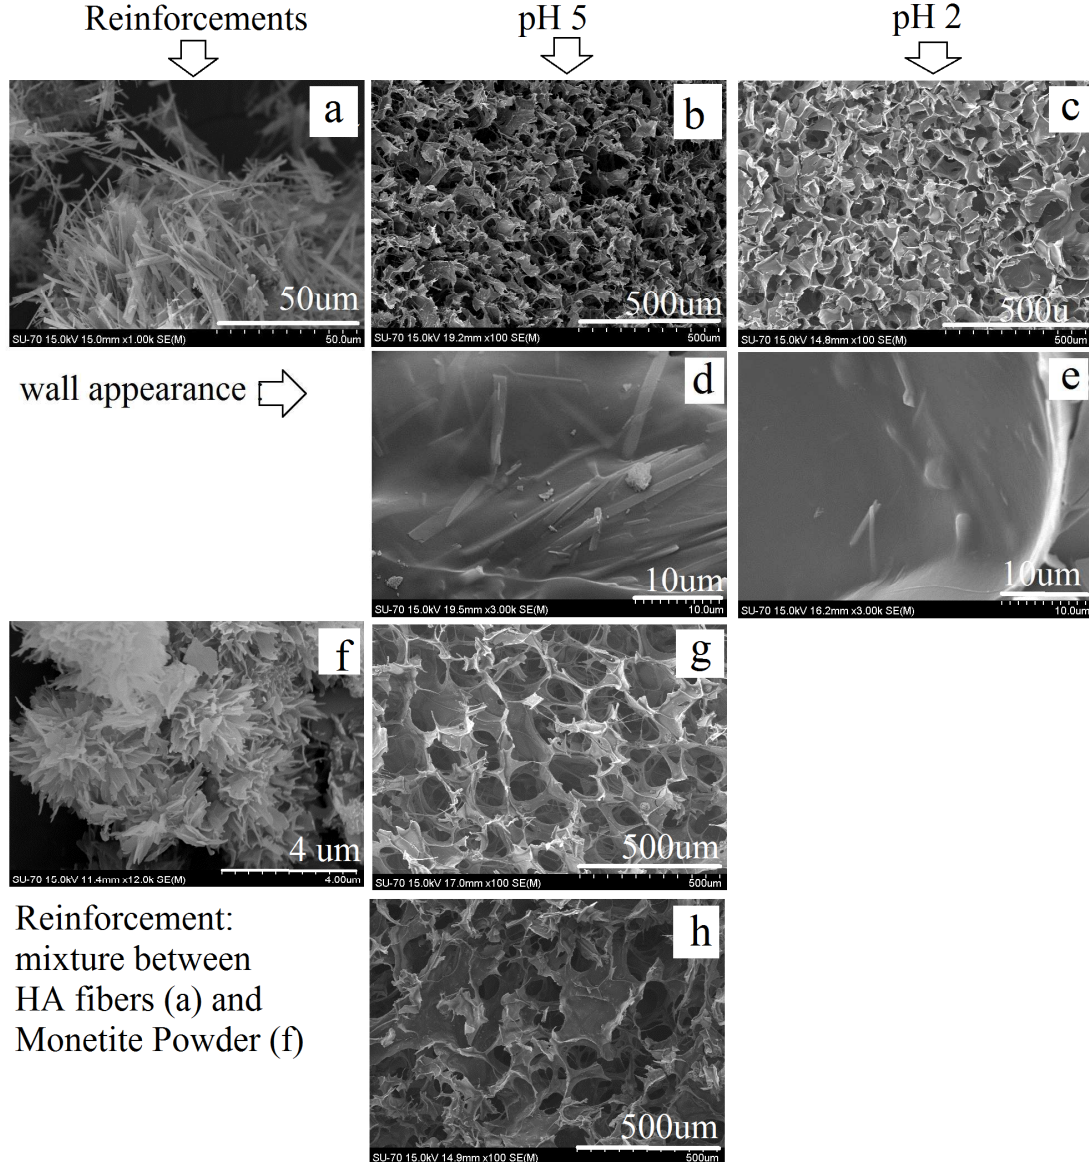 Reinforcements
pH 5
pH 2
a
50um
SU-70 15.0kV 15.0mm x1.00k SE(M)
50.0um
b
500um
SU-70 15.0kV 19.2mm x100 SE(M)
500um
c
500u
SU-70 15.0kV 14.8mm x100 SE(M)
500um
wall appearance
d
10um
SU-70 15.0kV 19.5mm x3.00k SE(M)
10.0um
e
10um
SU-70 15.0kV 16.2mm x3.00k SE(M)
10.0um
f
4 um
SU-70 15.0kV 11.4mm x12.0k SE(M)
4.00um
g
500um
SU-70 15.0kV 17.0mm x100 SE(M)
500um
Reinforcement:
mixture between
HA fibers (a) and
Monetite Powder (f)
h
500um
SU-70 15.0kV 14.9mm x100 SE(M)
500um